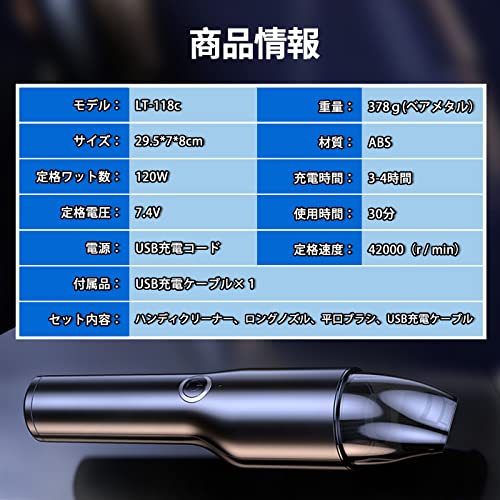 商品情報
モデル： LT-118c 重量： 378ｇ(ベアメタル）
サイズ： 29.5*7*8cm 材質： ABS
定格ワット数： 120W 充電時間： 3-4時間
定格電圧： 7.4V 使用時間： 30分
電源： USB充電コード 定格速度： 42000（r / min）
付属品： USB充電ケーブル× 1
セット内容： ハンディクリーナー、ロングノズル、平口ブラシ、USB充電ケーブル